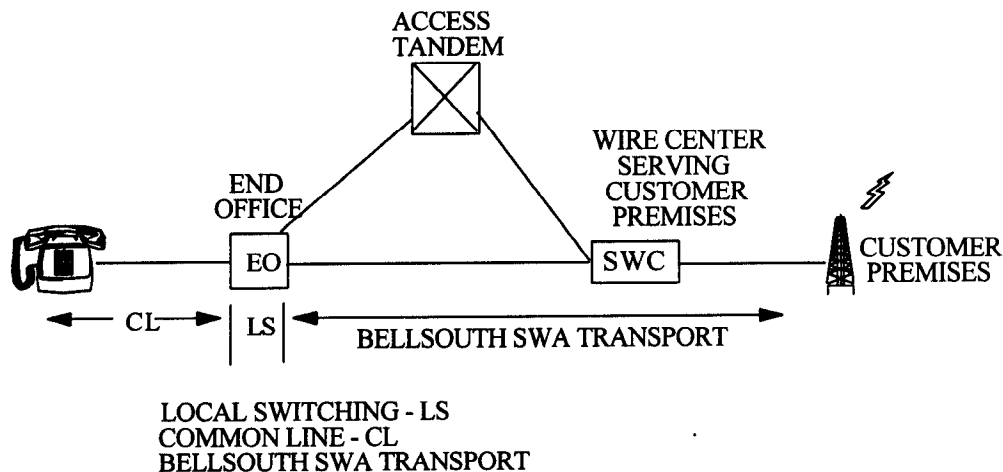 ACCESS
TANDEM
WIRE CENTER
SERVING
CUSTOMER
PREMISES
END
OFFICE
EO
SWC
CUSTOMER
PREMISES
CL
LS
BELLSOUTH SWA TRANSPORT
LOCAL SWITCHING - LS
COMMON LINE - CL
BELLSOUTH SWA TRANSPORT